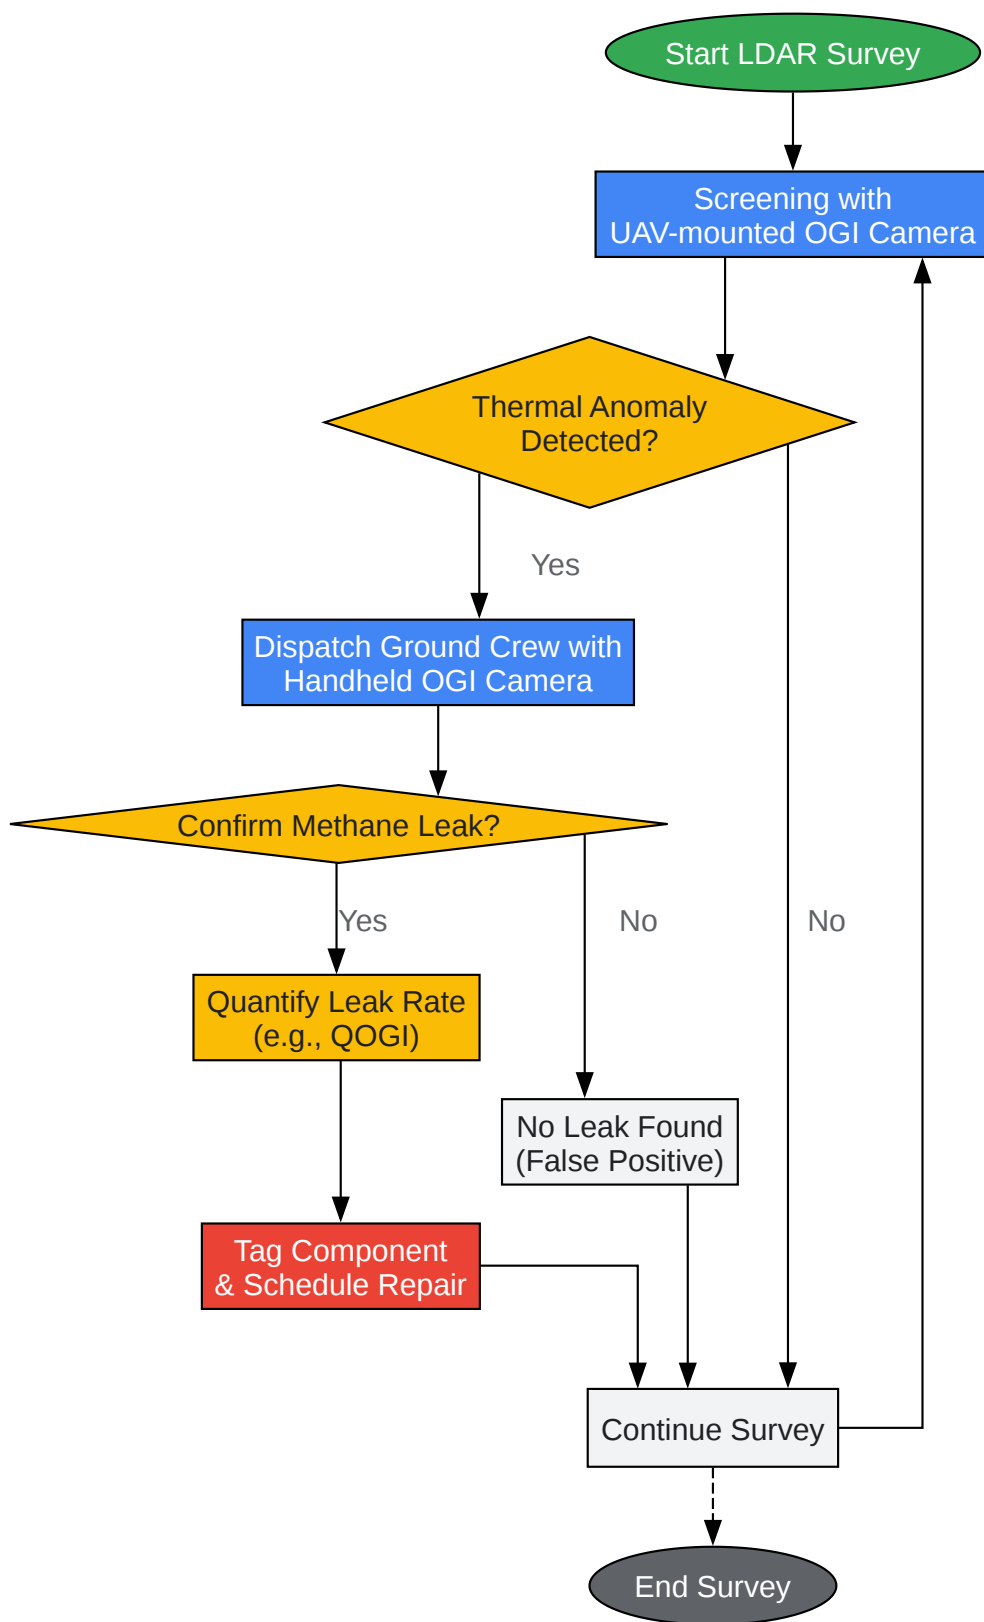 Start LDAR Survey
Screening with
UAV-mounted OGI Camera
Thermal Anomaly
Detected?
Yes
Dispatch Ground Crew with
Handheld OGI Camera
Confirm Methane Leak?
Yes
No
No
Quantify Leak Rate
(e.g., QOGI)
No Leak Found
(False Positive)
Tag Component
& Schedule Repair
Continue Survey
End Survey